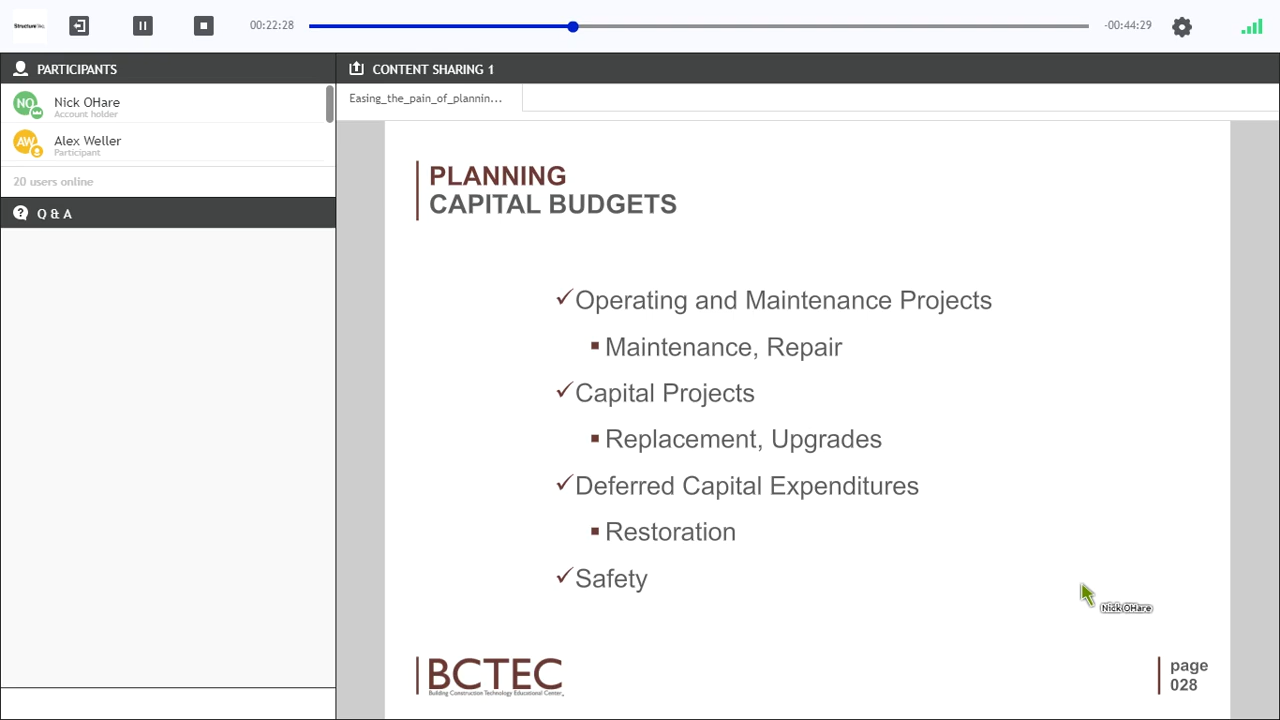 00:22:28
-00:44:29
PARTICIPANTS
NO
Nick OHare
Account holder
AW
Alex Weller
Participant
20 users online
Q & A
CONTENT SHARING 1
Easing_the_pain_of_plannin...
PLANNING
CAPITAL BUDGETS
Operating and Maintenance Projects
Maintenance, Repair
Capital Projects
Replacement, Upgrades
Deferred Capital Expenditures
Restoration
Safety
Nick OHare
BCTEC
Building Construction Technology Educational Center
page
028